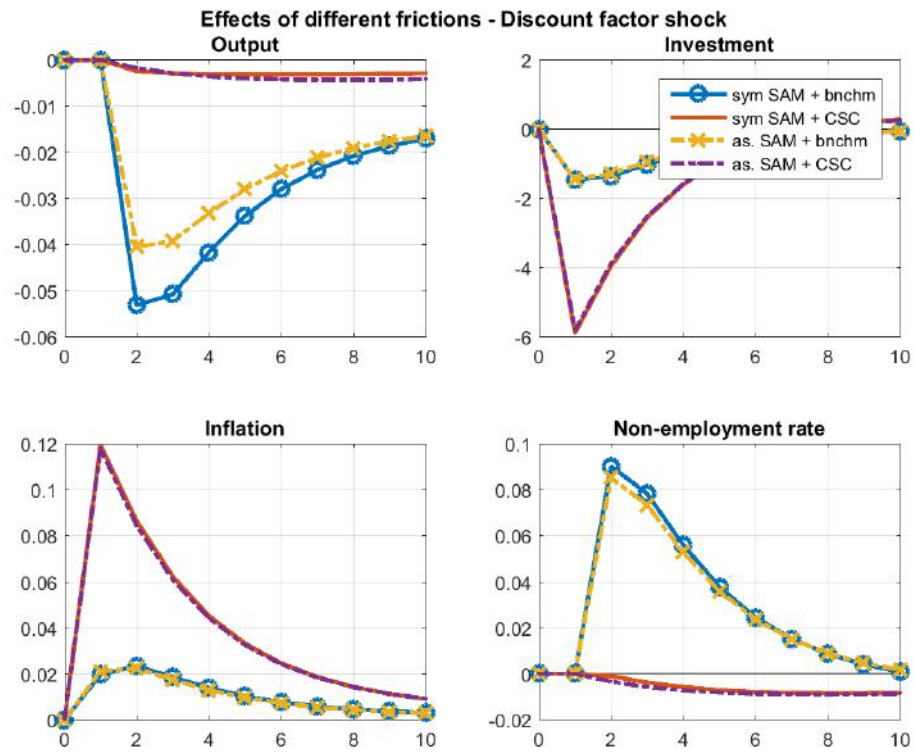 Effects of different frictions - Discount factor shock
Output
0
-0.01
-0.02
-0.03
-0.04
-0.05
-0.06
0 2 4 6 8 10
Investment
2
0
-2
-4
-6
0 2 4 6 8 10
sym SAM + bnchm
sym SAM + CSC
as. SAM + bnchm
as. SAM + CSC
Inflation
0.12
0.1
0.08
0.06
0.04
0.02
0
0 2 4 6 8 10
Non-employment rate
0.1
0.08
0.06
0.04
0.02
0
-0.02
0 2 4 6 8 10